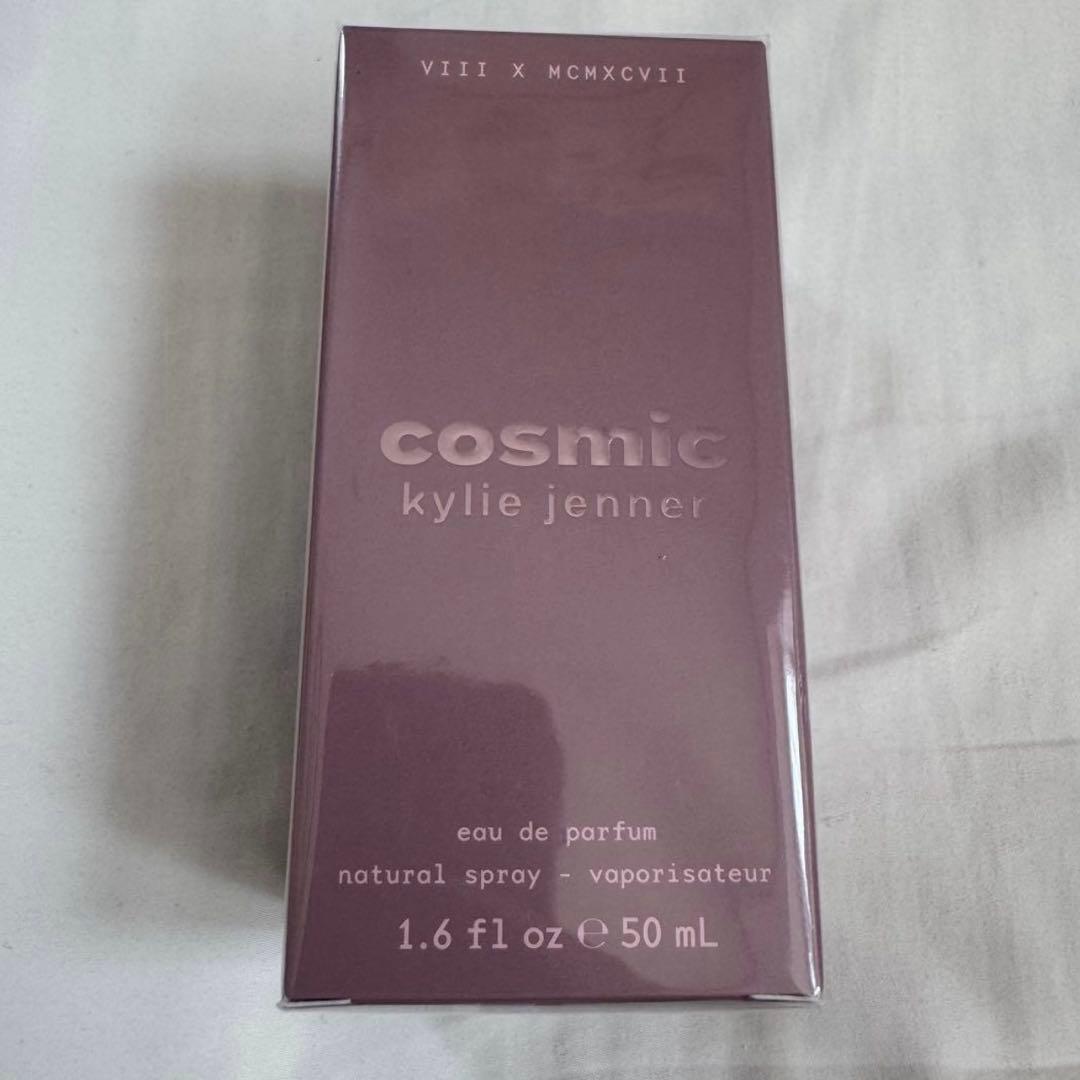 VIII X MCMXCVII
cosmic
kylie jenner
eau de parfum
natural spray - vaporisateur
1.6 fl oz ℮ 50 mL